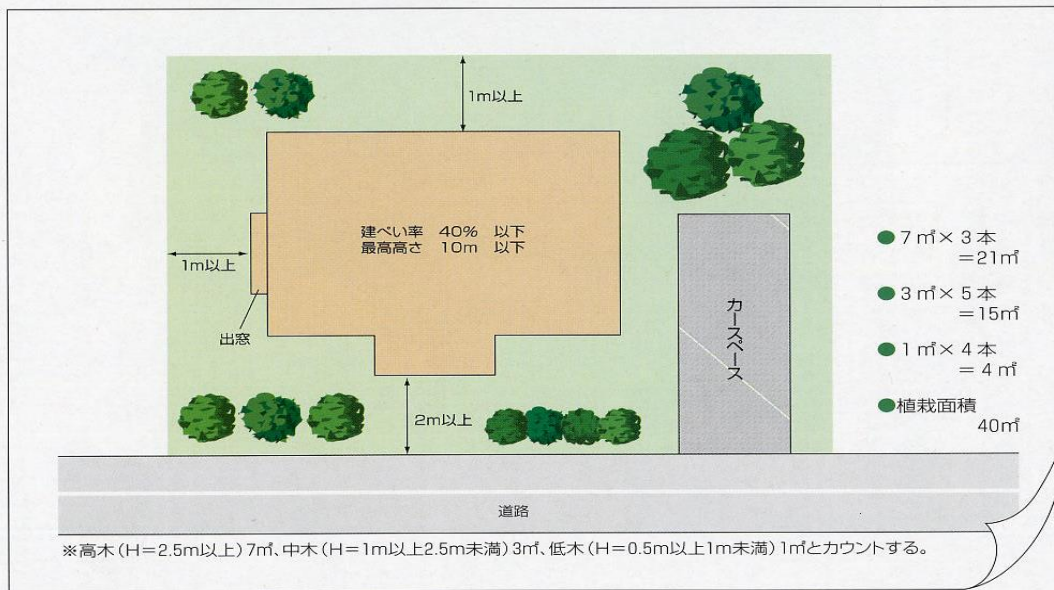 1m以上
建ぺい率 40% 以下
最高高さ 10m 以下
1m以上
出窓
2m以上
カースペース
●7㎡×3本
=21㎡
●3㎡×5本
=15㎡
●1㎡×4本
=4㎡
●植栽面積
40㎡
道路
※高木(H=2.5m以上)7㎡、中木(H=1m以上2.5m未満)3㎡、低木(H=0.5m以上1m未満)1㎡とカウントする。